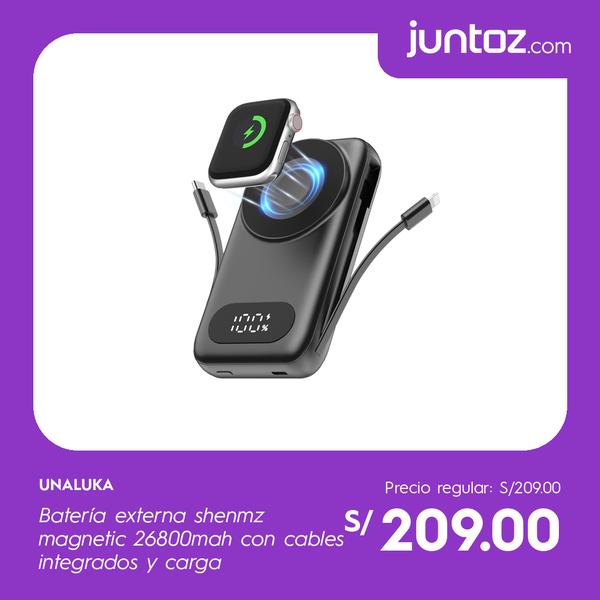 juntoz.com
100%
UNALUKA
Batería externa shenmz
magnetic 26800mah con cables
integrados y carga
Precio regular: S/209.00
S/ 209.00